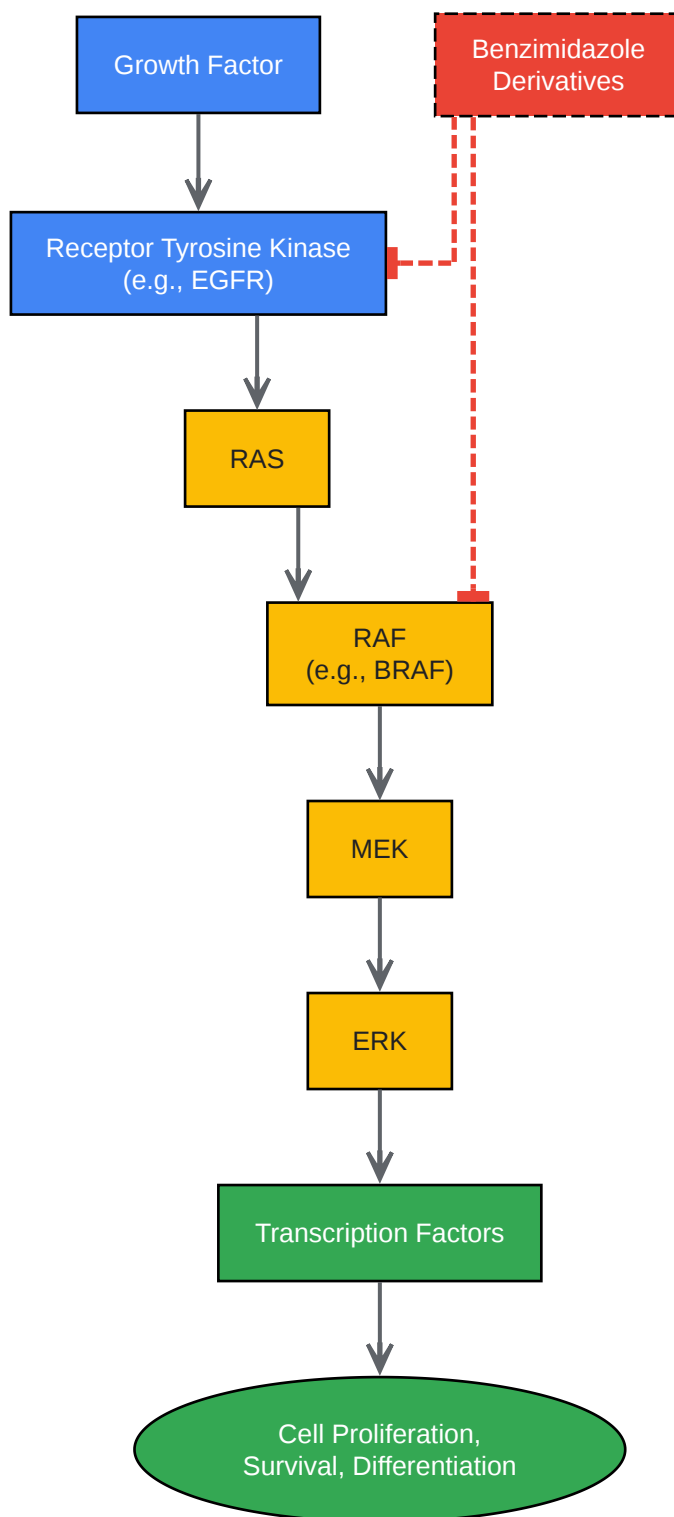 Growth Factor
Benzimidazole
Derivatives
Receptor Tyrosine Kinase
(e.g., EGFR)
RAS
RAF
(e.g., BRAF)
MEK
ERK
Transcription Factors
Cell Proliferation,
Survival, Differentiation